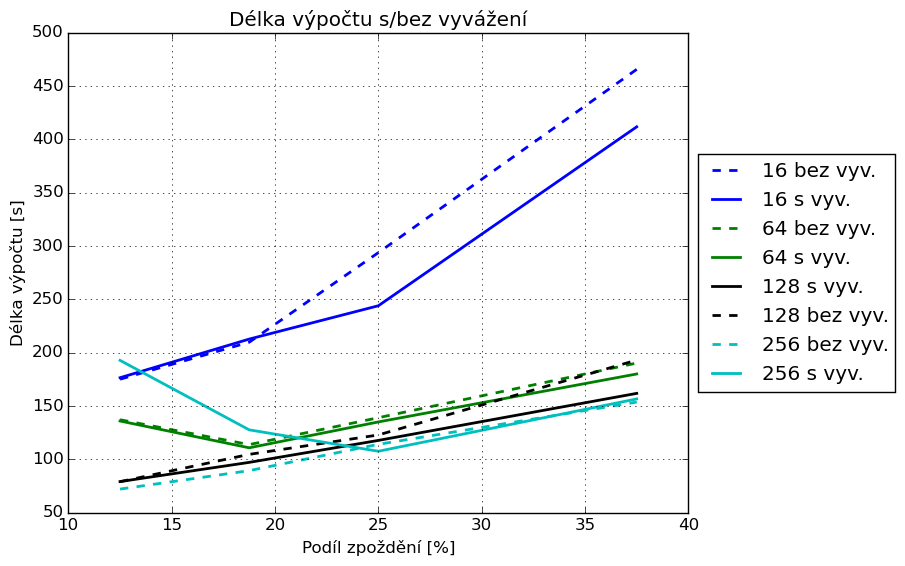 Délka výpočtu s/bez vyvážení
500
450
400
350
300
250
200
150
100
50
Délka výpočtu [s]
10 15 20 25 30 35 40
Podíl zpoždění [%]
16 bez vyv.
16 s vyv.
64 bez vyv.
64 s vyv.
128 s vyv.
128 bez vyv.
256 bez vyv.
256 s vyv.